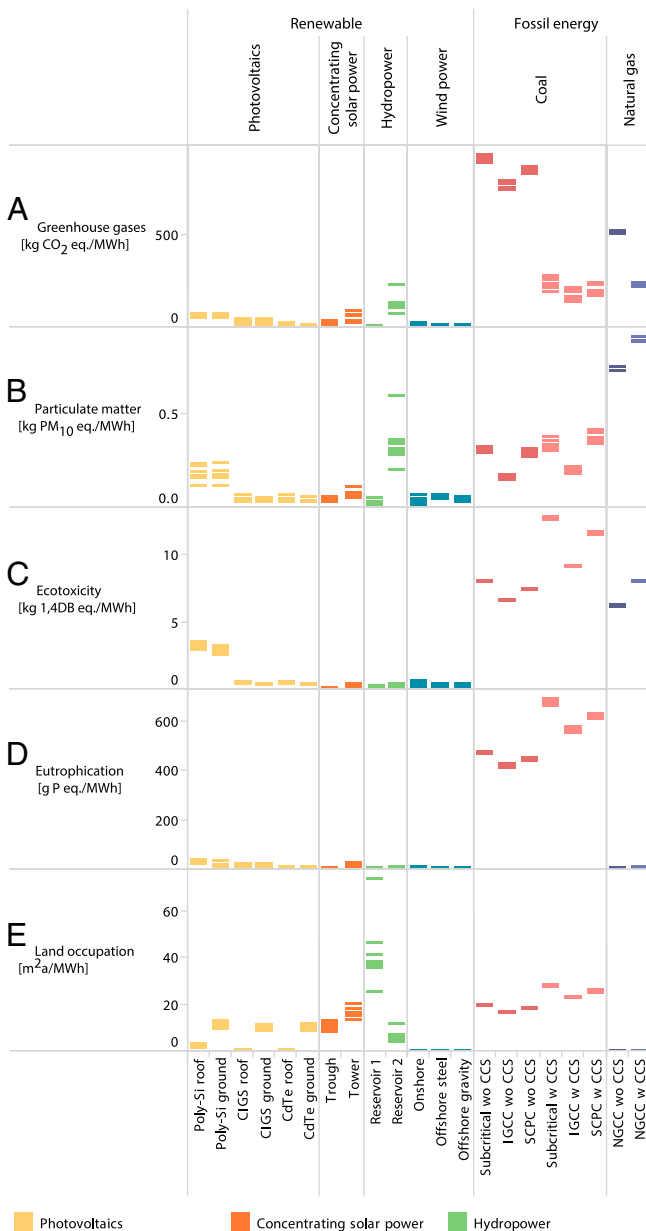 Renewable
Fossil energy
Photovoltaics
Concentrating
solar power
Hydropower
Wind power
Coal
Natural gas
A
Greenhouse gases
[kg CO2 eq./MWh]
500
0
B
Particulate matter
[kg PM10 eq./MWh]
0.5
0.0
C
Ecotoxicity
[kg 1,4DB eq./MWh]
10
5
0
D
Eutrophication
[g P eq./MWh]
600
400
200
0
E
Land occupation
[m2a/MWh]
60
40
20
0
Poly-Si roof
Poly-Si ground
CIGS roof
CIGS ground
CdTe roof
CdTe ground
Trough
Tower
Reservoir 1
Reservoir 2
Onshore
Offshore steel
Offshore gravity
Subcritical wo CCS
IGCC wo CCS
SCPC wo CCS
Subcritical w CCS
IGCC w CCS
SCPC w CCS
NGCC wo CCS
NGCC w CCS
Photovoltaics
Concentrating solar power
Hydropower